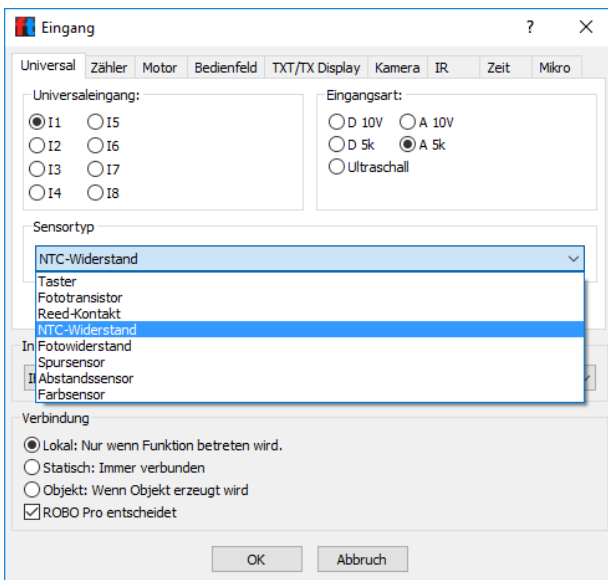 ft Eingang ? ×
Universal Zähler Motor Bedienfeld TXT/TX Display Kamera IR Zeit Mikro
Universaleingang:
I1 I5
I2 I6
I3 I7
I4 I8
Eingangsart:
D 10V A 10V
D 5k A 5k
Ultraschall
Sensortyp
NTC-Widerstand
Taster
Fototransistor
Reed-Kontakt
NTC-Widerstand
Fotowiderstand
Spursensor
Abstandssensor
Farbsensor
In
Verbindung
Lokal: Nur wenn Funktion betreten wird.
Statisch: Immer verbunden
Objekt: Wenn Objekt erzeugt wird
ROBO Pro entscheidet
OK Abbruch